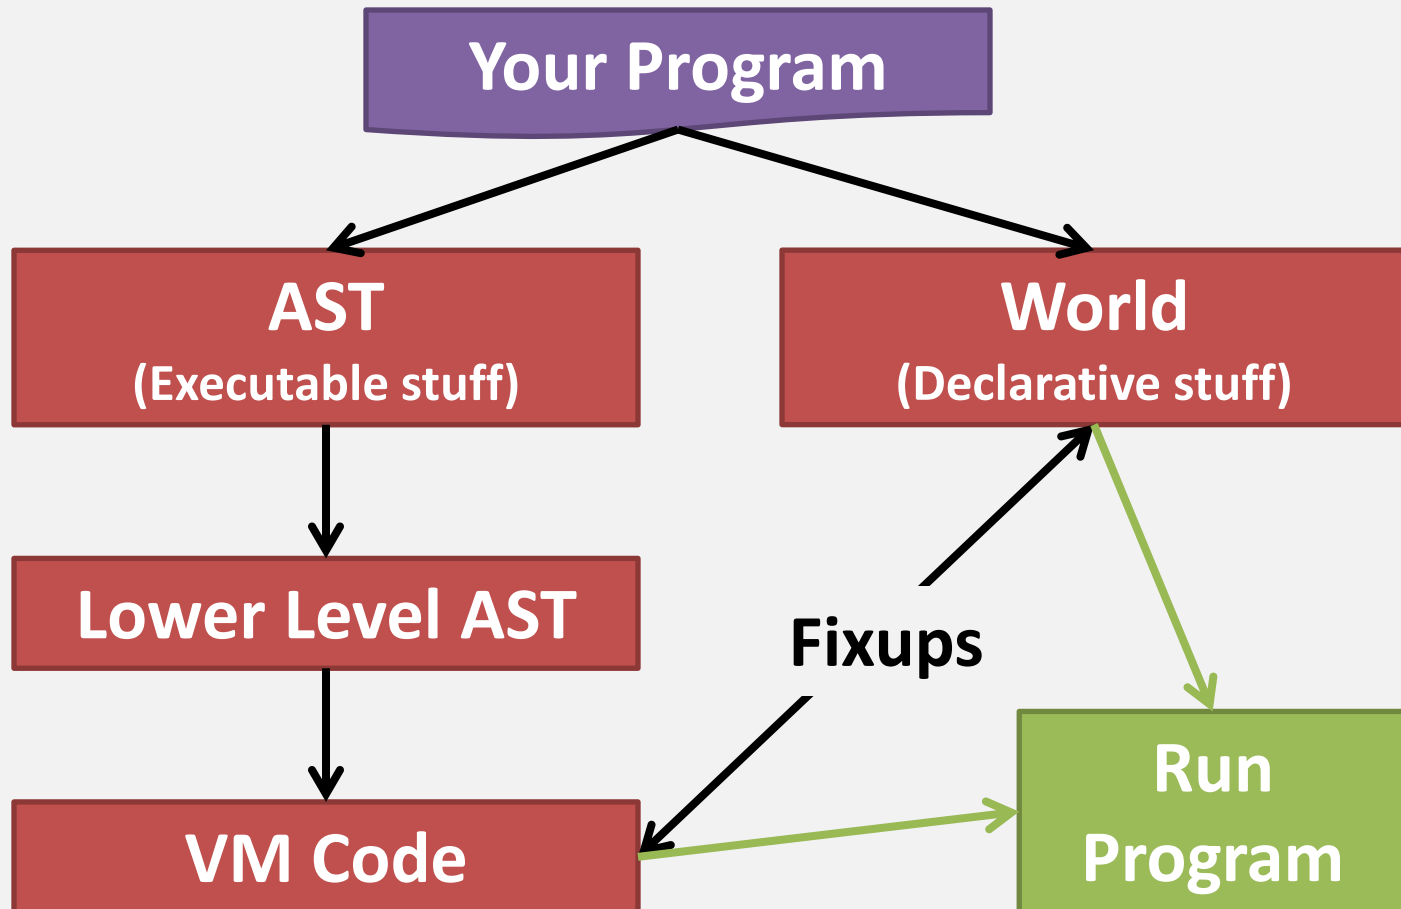 Your Program
AST
(Executable stuff)
World
(Declarative stuff)
Lower Level AST
Fixups
VM Code
Run
Program